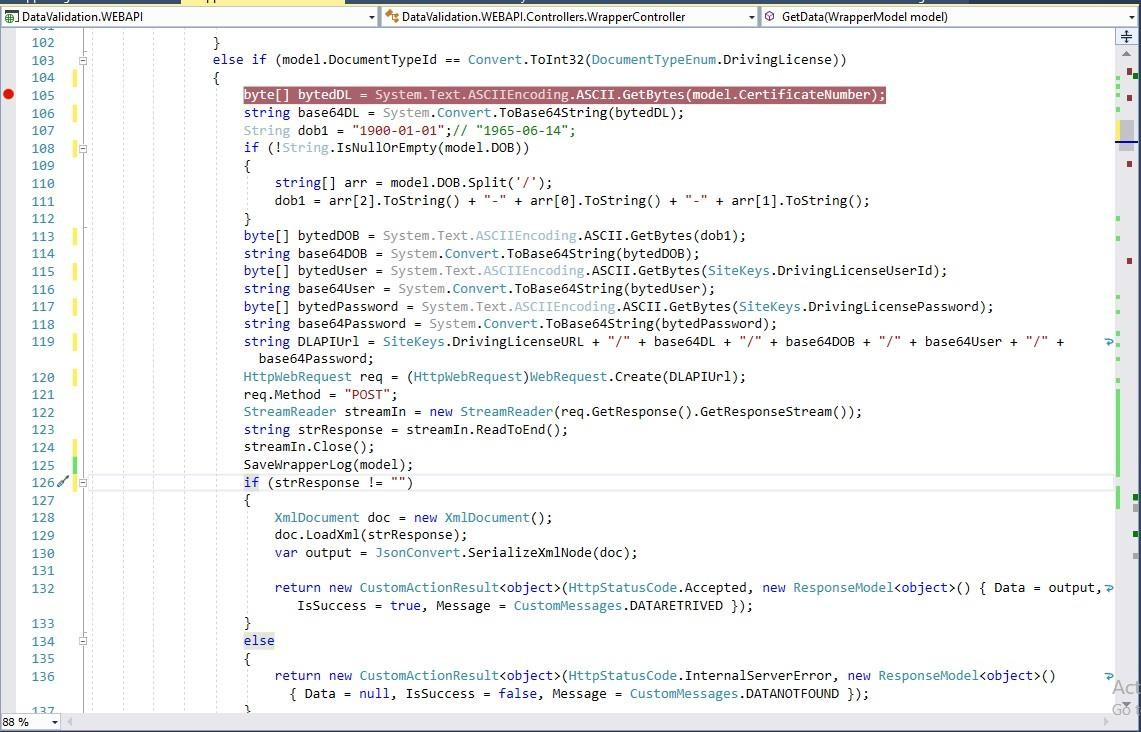 DataValidation.WEBAPI DataValidation.WEBAPI.Controllers.WrapperController GetData(WrapperModel model)
102 }
103 else if (model.DocumentTypeId == Convert.ToInt32(DocumentTypeEnum.DrivingLicense))
104 {
105 byte[] bytedDL = System.Text.ASCIIEncoding.ASCII.GetBytes(model.CertificateNumber);
106 string base64DL = System.Convert.ToBase64String(bytedDL);
107 String dob1 = "1900-01-01";// "1965-06-14";
108 if (!String.IsNullOrEmpty(model.DOB))
109 {
110 string[] arr = model.DOB.Split('/');
111 dob1 = arr[2].ToString() + "-" + arr[0].ToString() + "-" + arr[1].ToString();
112 }
113 byte[] bytedDOB = System.Text.ASCIIEncoding.ASCII.GetBytes(dob1);
114 string base64DOB = System.Convert.ToBase64String(bytedDOB);
115 byte[] bytedUser = System.Text.ASCIIEncoding.ASCII.GetBytes(SiteKeys.DrivingLicenseUserId);
116 string base64User = System.Convert.ToBase64String(bytedUser);
117 byte[] bytedPassword = System.Text.ASCIIEncoding.ASCII.GetBytes(SiteKeys.DrivingLicensePassword);
118 string base64Password = System.Convert.ToBase64String(bytedPassword);
119 string DLAPIUrl = SiteKeys.DrivingLicenseURL + "/" + base64DL + "/" + base64DOB + "/" + base64User + "/" +
base64Password;
120 HttpWebRequest req = (HttpWebRequest)WebRequest.Create(DLAPIUrl);
121 req.Method = "POST";
122 StreamReader streamIn = new StreamReader(req.GetResponse().GetResponseStream());
123 string strResponse = streamIn.ReadToEnd();
124 streamIn.Close();
125 SaveWrapperLog(model);
126 if (strResponse != "")
127 {
128 XmlDocument doc = new XmlDocument();
129 doc.LoadXml(strResponse);
130 var output = JsonConvert.SerializeXmlNode(doc);
131
132 return new CustomActionResult<object>(HttpStatusCode.Accepted, new ResponseModel<object>() { Data = output,
IsSuccess = true, Message = CustomMessages.DATARETRIVED });
133 }
134 else
135 {
136 return new CustomActionResult<object>(HttpStatusCode.InternalServerError, new ResponseModel<object>()
{ Data = null, IsSuccess = false, Message = CustomMessages.DATANOTFOUND });
137 }
88 %